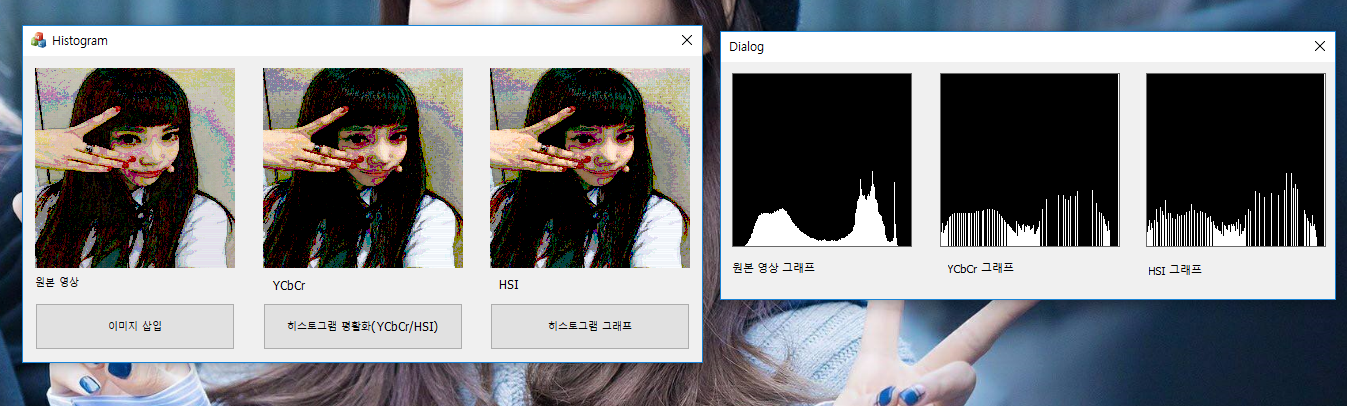 Histogram
원본 영상
YCbCr
HSI
이미지 삽입
히스토그램 평활화(YCbCr/HSI)
히스토그램 그래프
Dialog
원본 영상 그래프
YCbCr 그래프
HSI 그래프